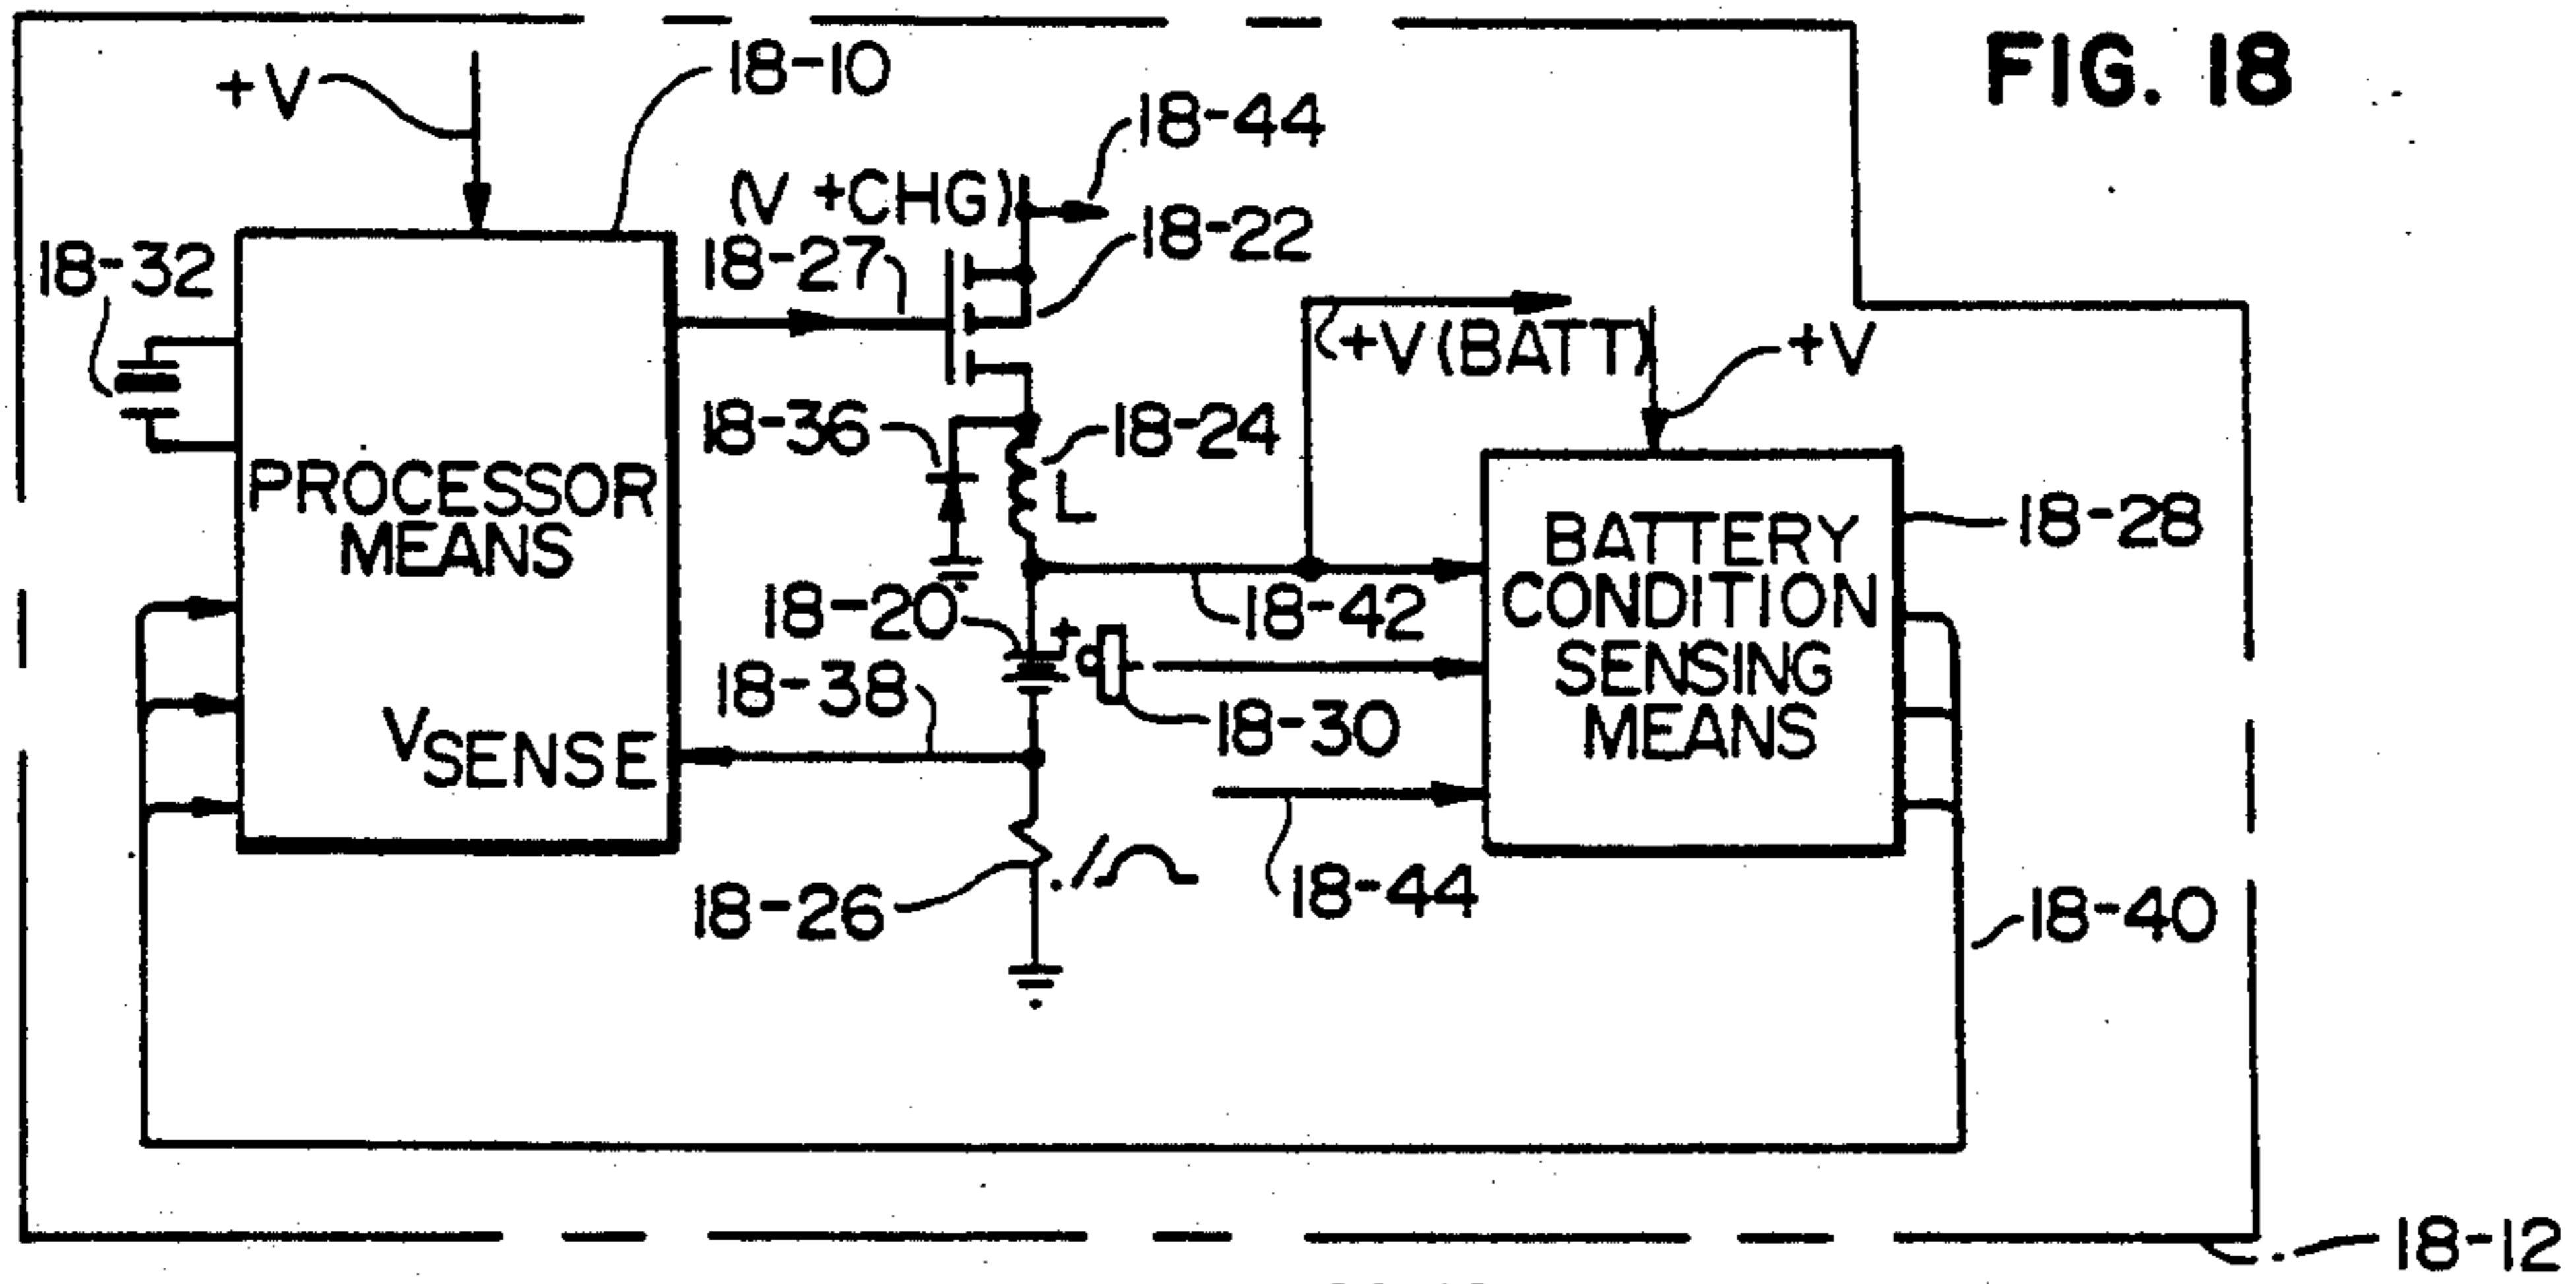 FIG. 18
+V
18-10
18-44
(V +CHG)
18-22
18-27
18-32
+V(BATT)
+V
18-36
18-24
L
PROCESSOR
MEANS
BATTERY
CONDITION
SENSING
MEANS
18-28
18-20
+
18-42
18-38
18-30
VSENSE
18-26
.1Ω
18-44
18-40
18-12